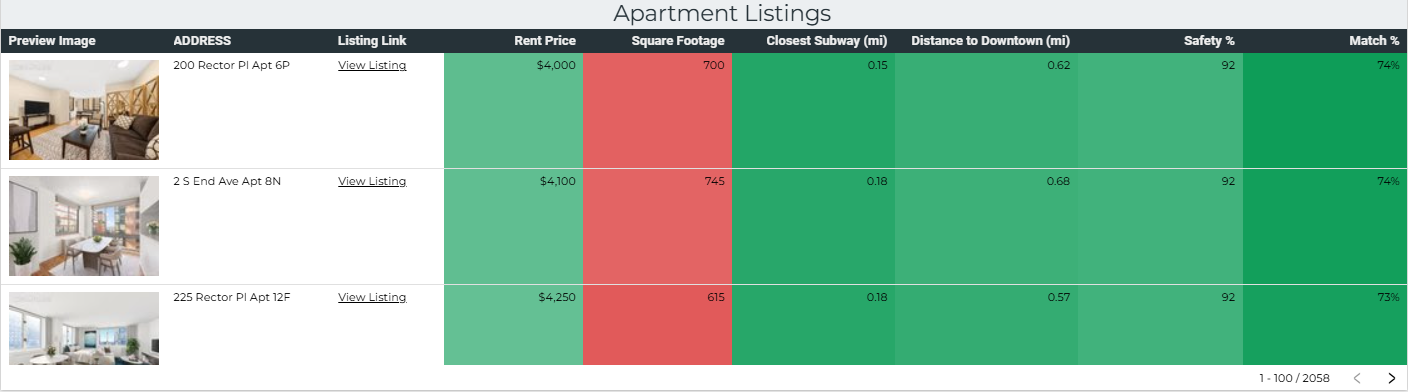 Apartment Listings
Preview Image ADDRESS Listing Link Rent Price Square Footage Closest Subway (mi) Distance to Downtown (mi) Safety % Match %
200 Rector Pl Apt 6P View Listing $4,000 700 0.15 0.62 92 74%
2 S End Ave Apt 8N View Listing $4,100 745 0.18 0.68 92 74%
225 Rector Pl Apt 12F View Listing $4,250 615 0.18 0.57 92 73%
1 - 100 / 2058